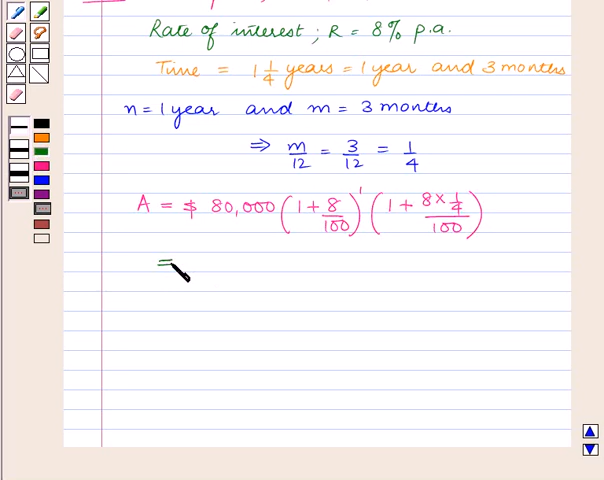 Rate of interest ; R = 8% p.a.
Time = 1 1/4 years = 1 year and 3 months
n = 1 year and m = 3 months
⇒ m/12 = 3/12 = 1/4
A = $ 80,000 (1 + 8/100)^1 (1 + (8 × 1/4)/100)
=